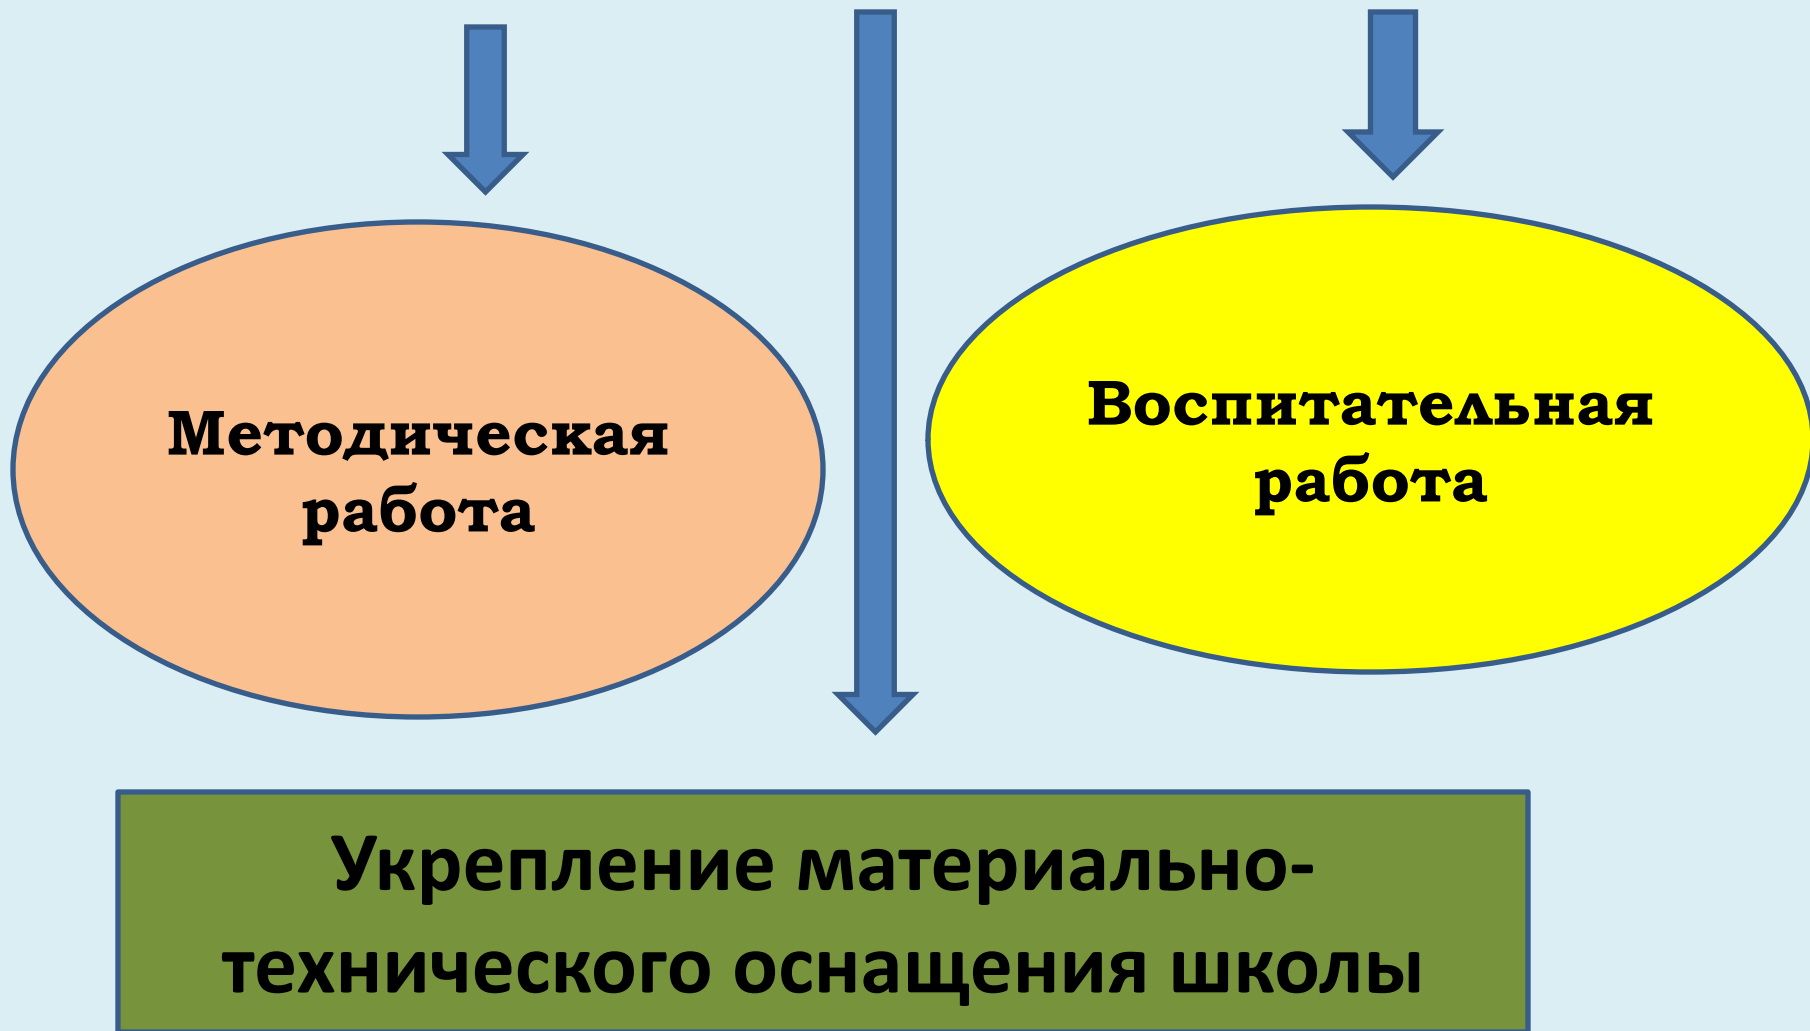 Методическая
работа
Воспитательная
работа
Укрепление материально-
технического оснащения школы